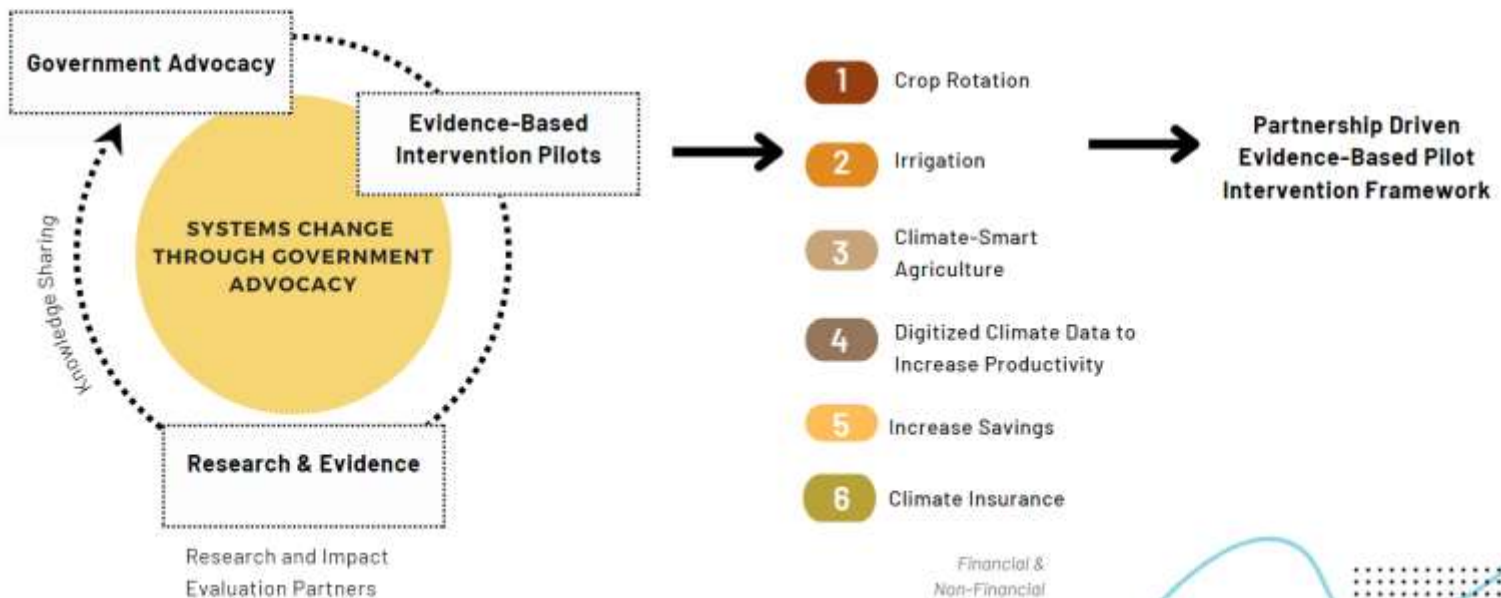 Government Advocacy
Evidence-Based
Intervention Pilots
SYSTEMS CHANGE
THROUGH GOVERNMENT
ADVOCACY
Knowledge Sharing
Research & Evidence
Research and Impact
Evaluation Partners
1 Crop Rotation
2 Irrigation
3 Climate-Smart
Agriculture
4 Digitized Climate Data to
Increase Productivity
5 Increase Savings
6 Climate Insurance
Financial &
Non-Financial
Partnership Driven
Evidence-Based Pilot
Intervention Framework